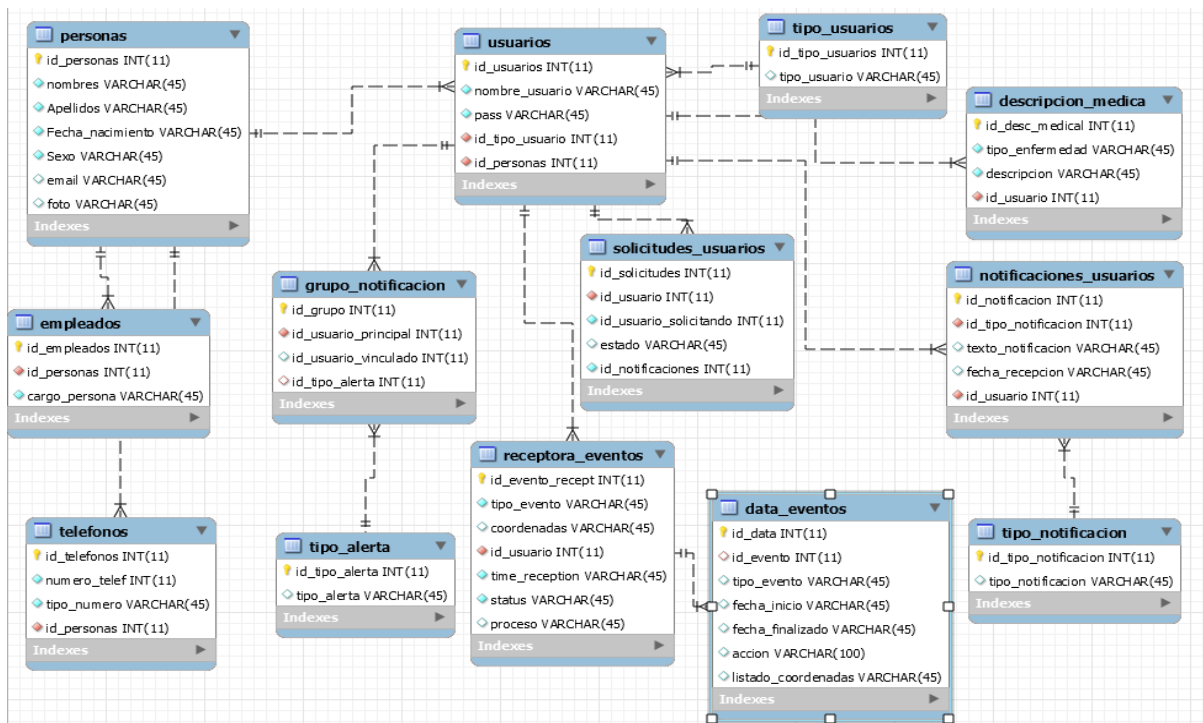 personas
id_personas INT(11)
nombres VARCHAR(45)
Apellidos VARCHAR(45)
Fecha_nacimiento VARCHAR(45)
Sexo VARCHAR(45)
email VARCHAR(45)
foto VARCHAR(45)
Indexes
usuarios
id_usuarios INT(11)
nombre_usuario VARCHAR(45)
pass VARCHAR(45)
id_tipo_usuario INT(11)
id_personas INT(11)
Indexes
tipo_usuarios
id_tipo_usuarios INT(11)
tipo_usuario VARCHAR(45)
Indexes
descripcion_medica
id_desc_medical INT(11)
tipo_enfermedad VARCHAR(45)
descripcion VARCHAR(45)
id_usuario INT(11)
Indexes
empleados
id_empleados INT(11)
id_personas INT(11)
cargo_persona VARCHAR(45)
Indexes
grupo_notificacion
id_grupo INT(11)
id_usuario_principal INT(11)
id_usuario_vinculado INT(11)
id_tipo_alerta INT(11)
Indexes
solicitudes_usuarios
id_solicitudes INT(11)
id_usuario INT(11)
id_usuario_solicitando INT(11)
estado VARCHAR(45)
id_notificaciones INT(11)
Indexes
notificaciones_usuarios
id_notificacion INT(11)
id_tipo_notificacion INT(11)
texto_notificacion VARCHAR(45)
fecha_recepcion VARCHAR(45)
id_usuario INT(11)
Indexes
telefonos
id_telefonos INT(11)
numero_telef INT(11)
tipo_numero VARCHAR(45)
id_personas INT(11)
Indexes
tipo_alerta
id_tipo_alerta INT(11)
tipo_alerta VARCHAR(45)
Indexes
receptora_eventos
id_evento_recept INT(11)
tipo_evento VARCHAR(45)
coordenadas VARCHAR(45)
id_usuario INT(11)
time_reception VARCHAR(45)
status VARCHAR(45)
proceso VARCHAR(45)
Indexes
data_eventos
id_data INT(11)
id_evento INT(11)
tipo_evento VARCHAR(45)
fecha_inicio VARCHAR(45)
fecha_finalizado VARCHAR(45)
accion VARCHAR(100)
listado_coordenadas VARCHAR(45)
Indexes
tipo_notificacion
id_tipo_notificacion INT(11)
tipo_notificacion VARCHAR(45)
Indexes